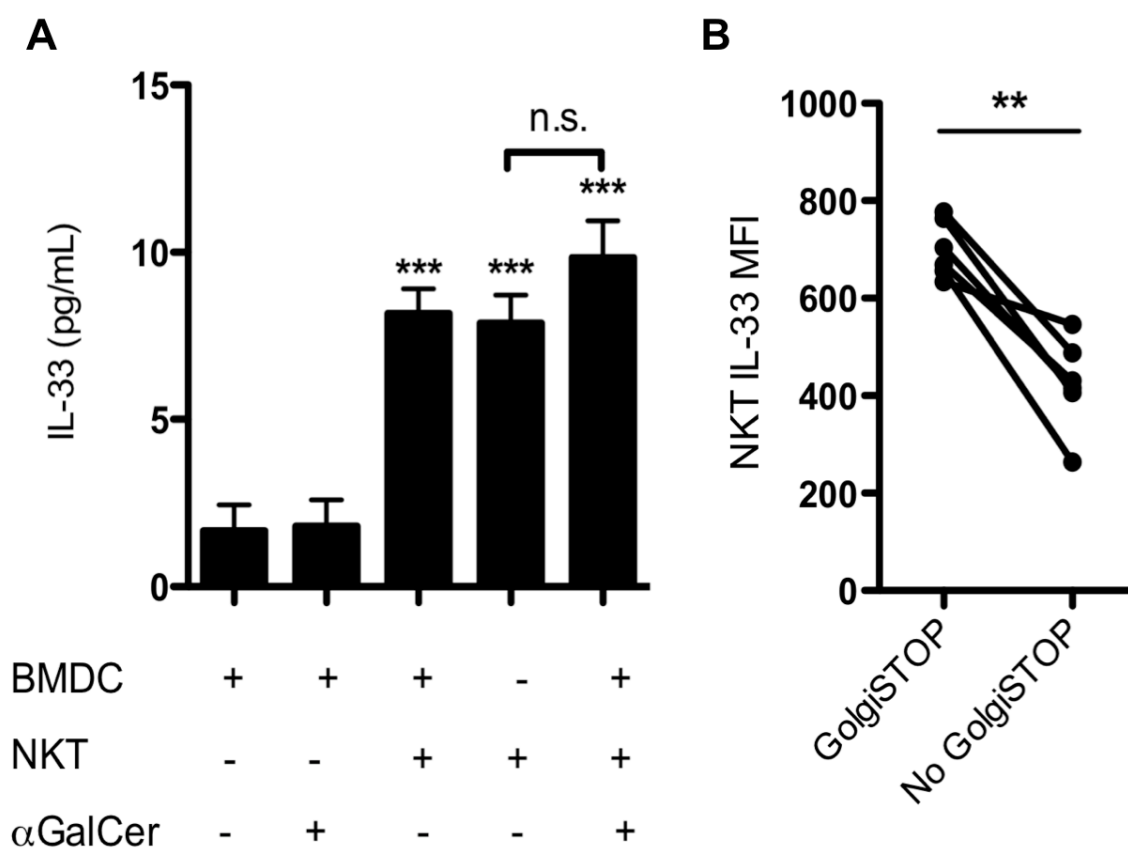 A
B
IL-33 (pg/mL)
15
10
5
0
n.s.
***
***
***
BMDC + + + - +
NKT - - + + +
αGalCer - + - - +
NKT IL-33 MFI
1000
800
600
400
200
0
**
GolgiSTOP
No GolgiSTOP